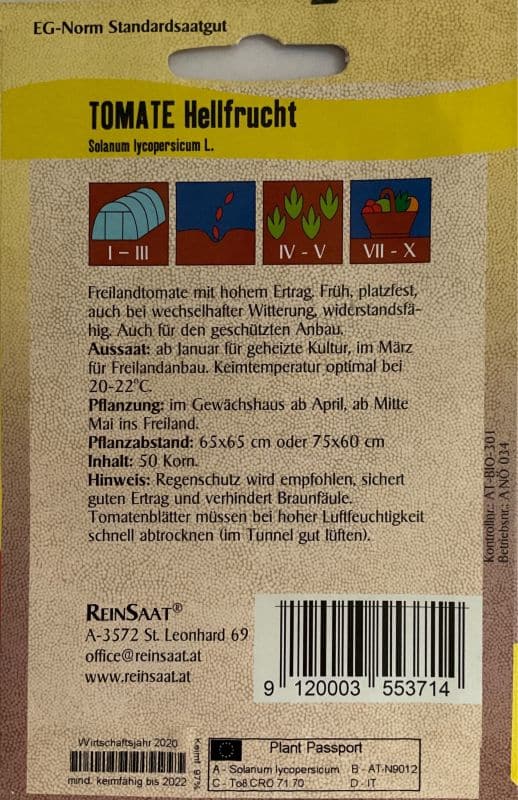 EG-Norm Standardsaatgut
TOMATE Hellfrucht
Solanum lycopersicum L.
I – III
IV - V
VII - X
Freilandtomate mit hohem Ertrag. Früh, platzfest,
auch bei wechselhafter Witterung, widerstandsfä-
hig. Auch für den geschützten Anbau.
Aussaat: ab Januar für geheizte Kultur, im März
für Freilandanbau. Keimtemperatur optimal bei
20-22°C.
Pflanzung: im Gewächshaus ab April, ab Mitte
Mai ins Freiland.
Pflanzabstand: 65x65 cm oder 75x60 cm
Inhalt: 50 Korn.
Hinweis: Regenschutz wird empfohlen, sichert
guten Ertrag und verhindert Braunfäule.
Tomatenblätter müssen bei hoher Luftfeuchtigkeit
schnell abtrocknen (im Tunnel gut lüften).
Kontrollnr.: AT-BIO-301
Betriebsnr.: ANÖ 034
REINSAAT®
A-3572 St. Leonhard 69
office@reinsaat.at
www.reinsaat.at
9 120003 553714
Wirtschaftsjahr 2020
mind. keimfähig bis 2022
Keimf. 97%
Plant Passport
A - Solanum lycopersicum B - AT-N9012
C - To8.CRO 71 70 D - IT